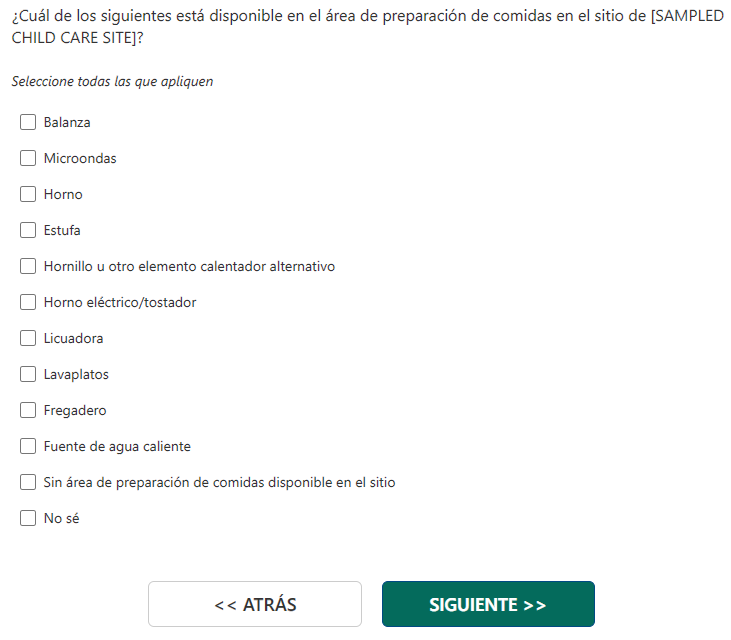 ¿Cuál de los siguientes está disponible en el área de preparación de comidas en el sitio de [SAMPLED
CHILD CARE SITE]?
Seleccione todas las que apliquen
Balanza
Microondas
Horno
Estufa
Hornillo u otro elemento calentador alternativo
Horno eléctrico/tostador
Licuadora
Lavaplatos
Fregadero
Fuente de agua caliente
Sin área de preparación de comidas disponible en el sitio
No sé
<< ATRÁS
SIGUIENTE >>